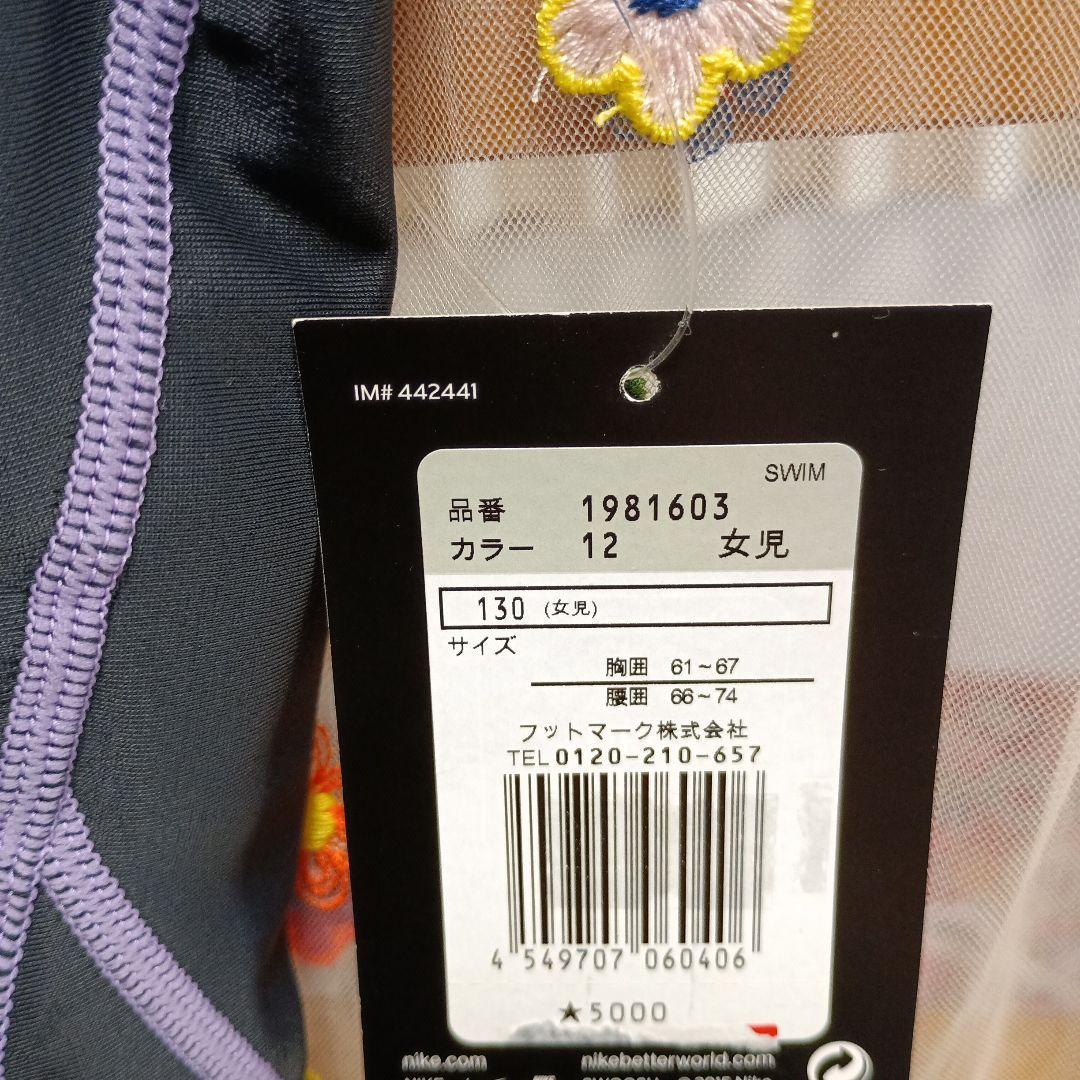 IM# 442441
SWIM
品番 1981603
カラー 12 女児
130 (女児)
サイズ
胸囲 61~67
腰囲 66~74
フットマーク株式会社
TEL 0120-210-657
4 549707 060406
★5000
nike.com nikebetterworld.com